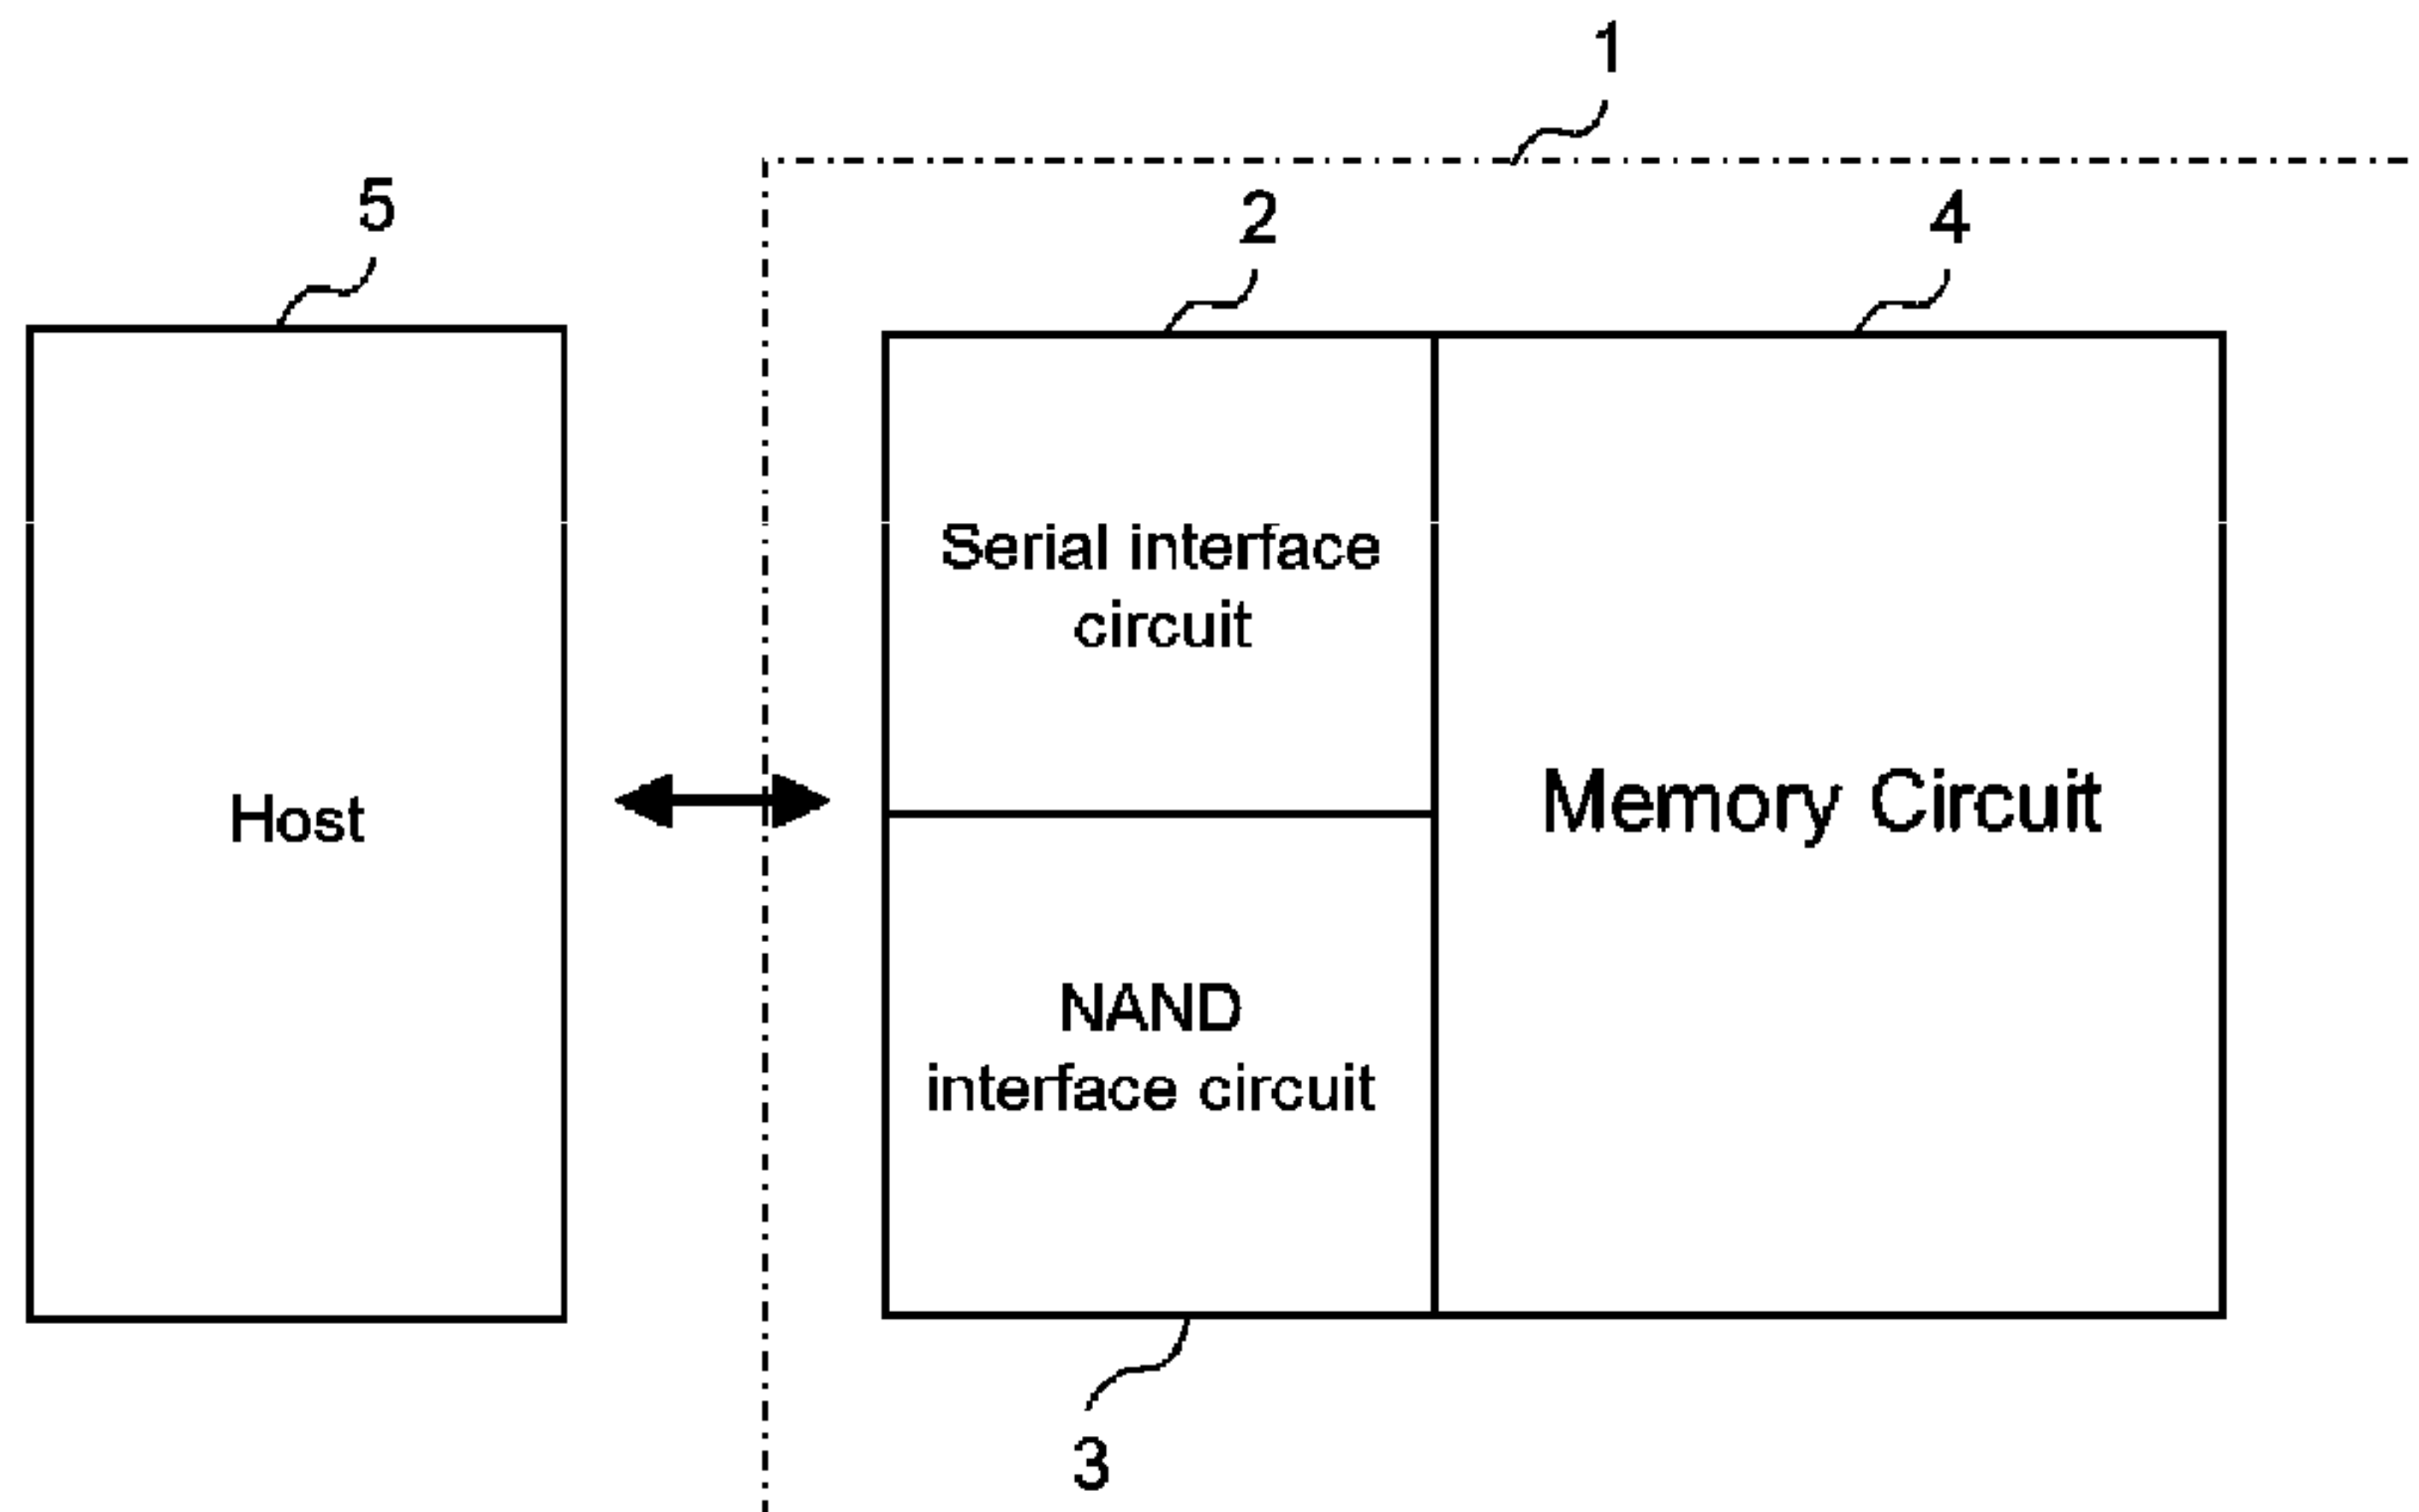 1
5
2
4
Serial interface
circuit
Memory Circuit
Host
NAND
interface circuit
3